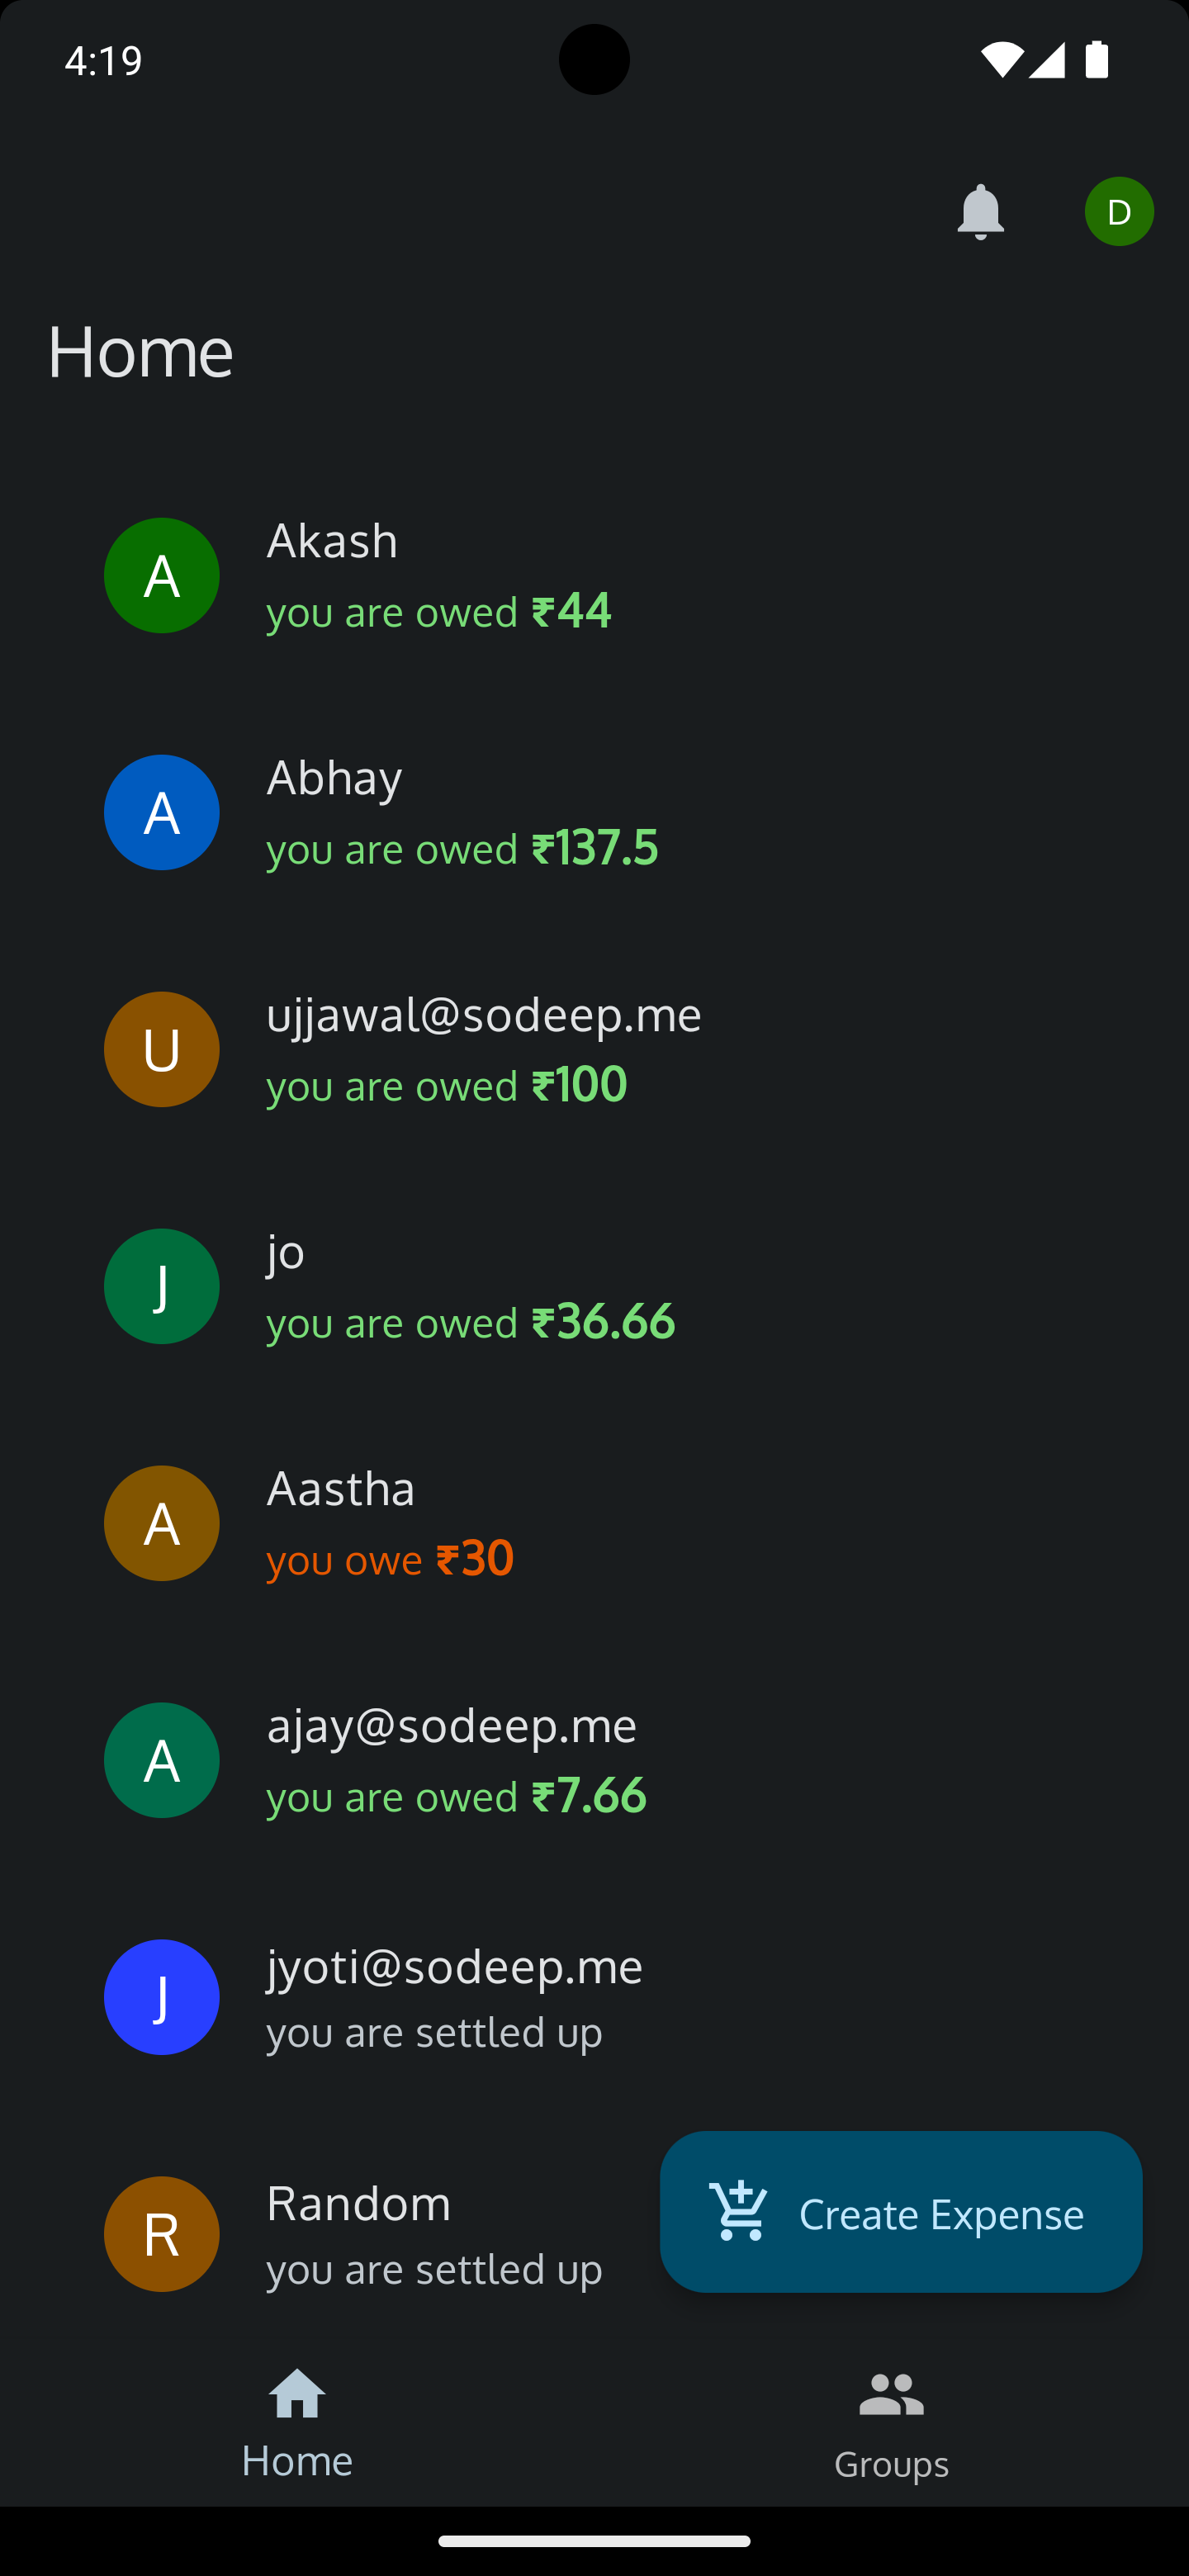 4:19
D
Home
A
Akash
you are owed ₹44
A
Abhay
you are owed ₹137.5
U
ujjawal@sodeep.me
you are owed ₹100
J
jo
you are owed ₹36.66
A
Aastha
you owe ₹30
A
ajay@sodeep.me
you are owed ₹7.66
J
jyoti@sodeep.me
you are settled up
R
Random
you are settled up
Create Expense
Home
Groups